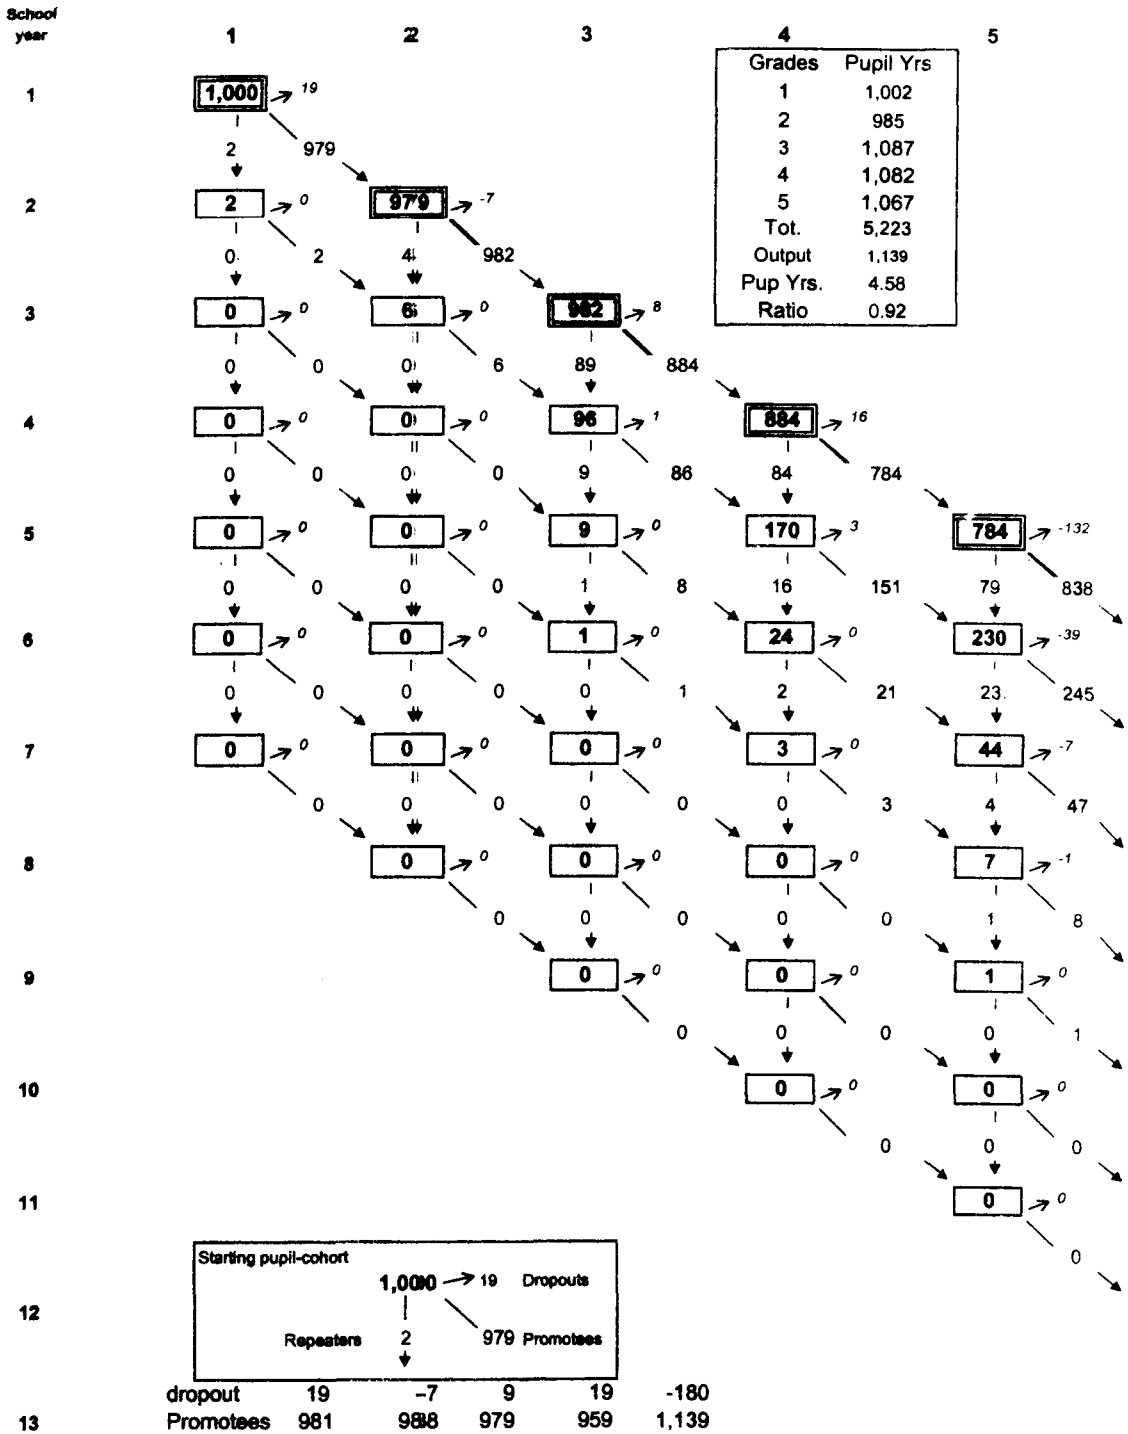 School
year
1 2 3 4 5
Grades Pupil Yrs
1 1,000 19 1 1,002
2 985
3 1,087
2 979 4 1,082
2 2 0 979 -7 5 1,067
Tot. 5,223
0 2 4 982 Output 1,139
Pup Yrs. 4.58
3 0 0 6 0 982 8 Ratio 0.92
0 0 0 6 89 884
4 0 0 0 0 96 1 884 16
0 0 0 0 9 86 84 784
5 0 0 0 0 9 0 170 3 784 -132
0 0 0 0 1 8 16 151 79 838
6 0 0 0 0 1 0 24 0 230 -39
0 0 0 0 0 1 2 21 23 245
7 0 0 0 0 0 0 3 0 44 -7
0 0 0 0 0 0 3 4 47
8 0 0 0 0 0 0 7 -1
0 0 0 0 0 1 8
9 0 0 0 0 1 0
0 0 0 0 1
10 0 0 0 0
0 0 0
11 0 0
0
Starting pupil-cohort
1,000 19 Dropouts
12
Repeaters 2 979 Promotees
dropout 19 -7 9 19 -180
13 Promotees 981 988 979 959 1,139